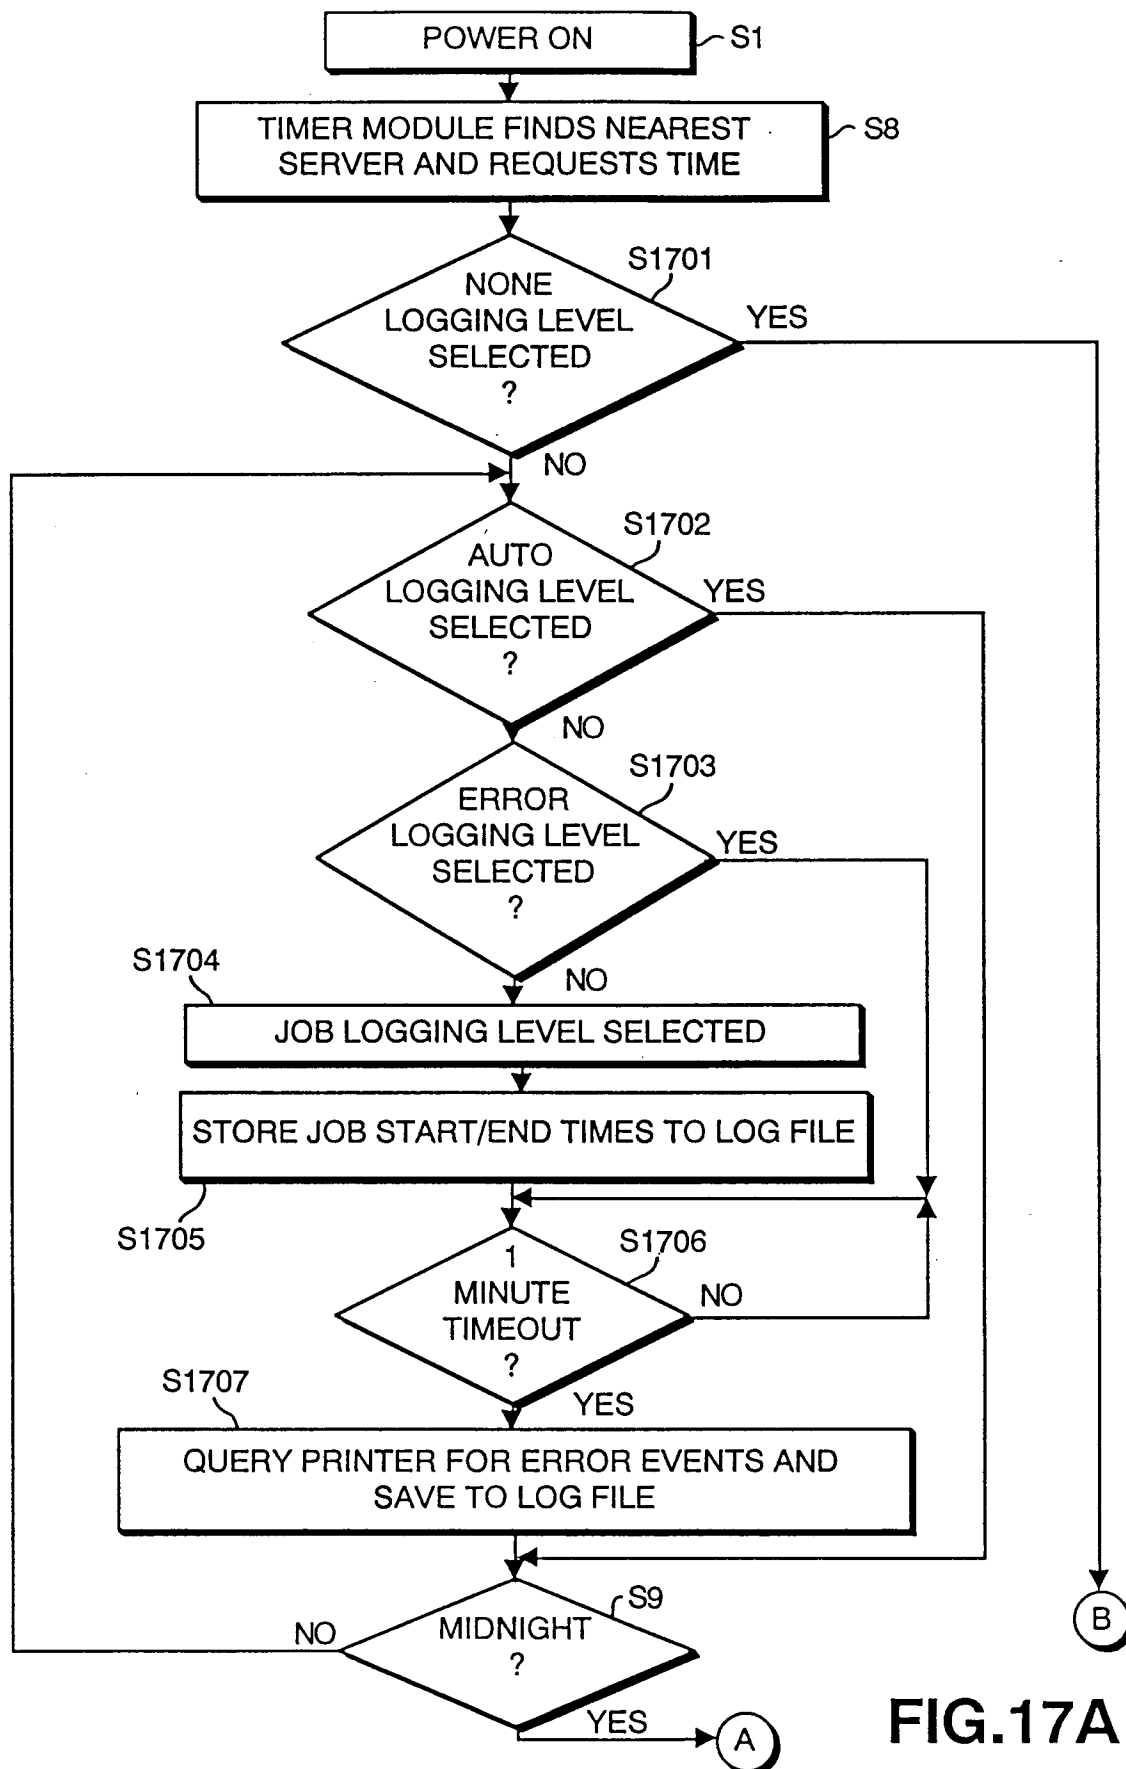 POWER ON
S1
TIMER MODULE FINDS NEAREST
SERVER AND REQUESTS TIME
S8
S1701
NONE
LOGGING LEVEL
SELECTED
?
YES
NO
S1702
AUTO
LOGGING LEVEL
SELECTED
?
YES
NO
S1703
ERROR
LOGGING LEVEL
SELECTED
?
YES
NO
S1704
JOB LOGGING LEVEL SELECTED
STORE JOB START/END TIMES TO LOG FILE
S1705
S1706
1
MINUTE
TIMEOUT
?
NO
YES
S1707
QUERY PRINTER FOR ERROR EVENTS AND
SAVE TO LOG FILE
S9
MIDNIGHT
?
NO
YES
A
B
FIG.17A